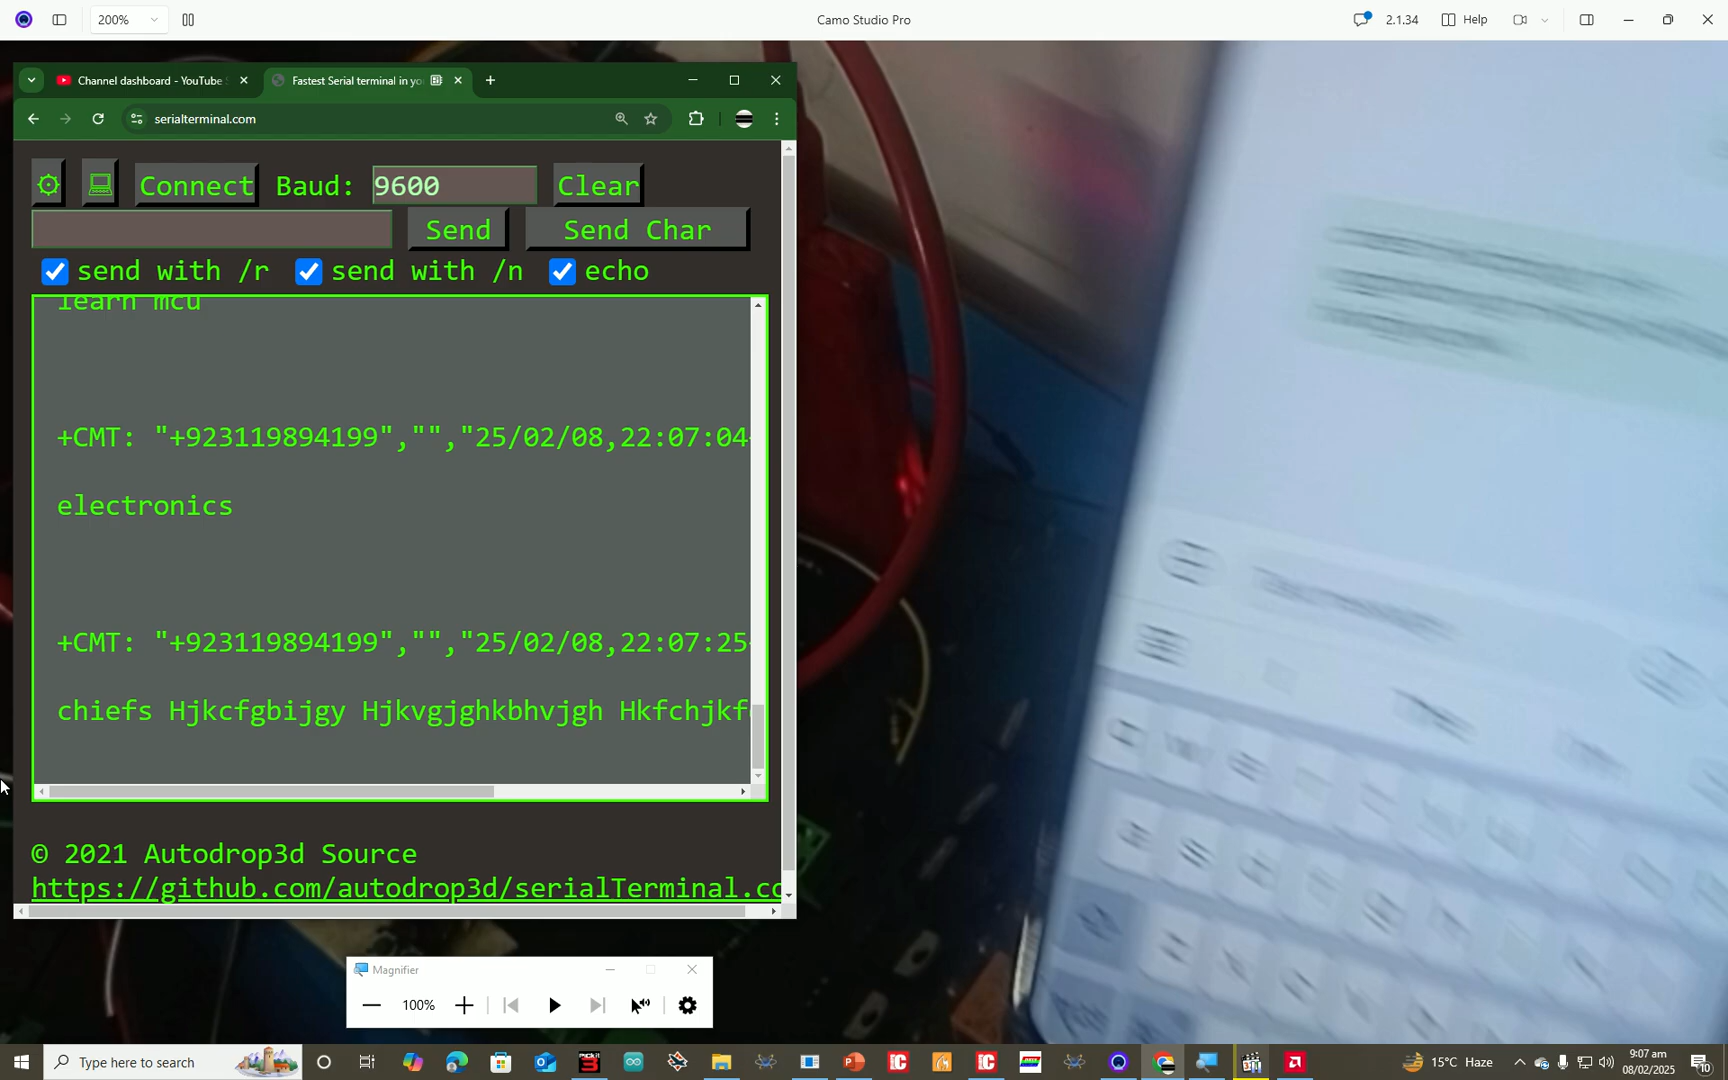 200%
Camo Studio Pro
2.1.34
Help
Channel dashboard - YouTube S
Fastest Serial terminal in yo
serialterminal.com
Connect
Baud:
9600
Clear
Send
Send Char
send with /r
send with /n
echo
learn mcu
+CMT: "+923119894199","","25/02/08,22:07:04
electronics
+CMT: "+923119894199","","25/02/08,22:07:25
chiefs Hjkcfgbijgy Hjkvgjghkbhvjgh Hkfchjkf
© 2021 Autodrop3d Source
https://github.com/autodrop3d/serialTerminal.co
Magnifier
100%
Type here to search
15°C Haze
9:07 am
08/02/2025
10